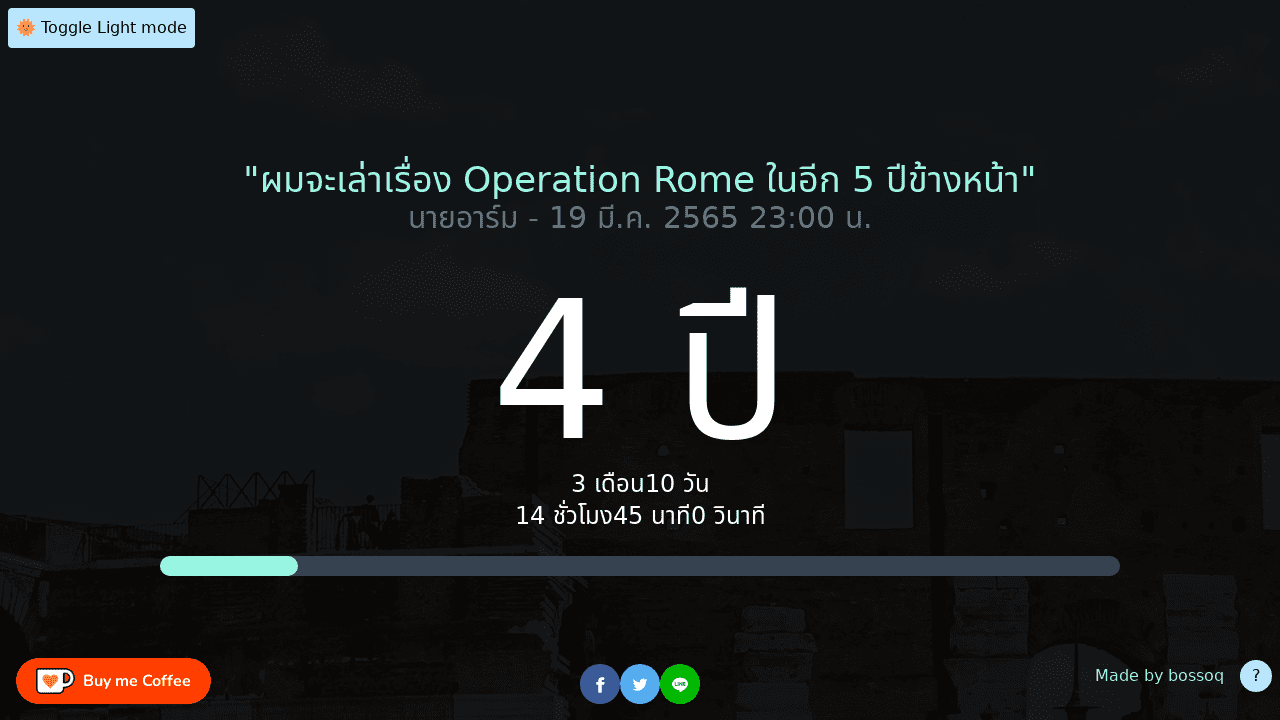 🌞 Toggle Light mode
"ผมจะเล่าเรื่อง Operation Rome ในอีก 5 ปีข้างหน้า"
นายอาร์ม - 19 มี.ค. 2565 23:00 น.
4 ปี
3 เดือน10 วัน
14 ชั่วโมง45 นาที0 วินาที
Buy me Coffee
LINE
Made by bossoq
?